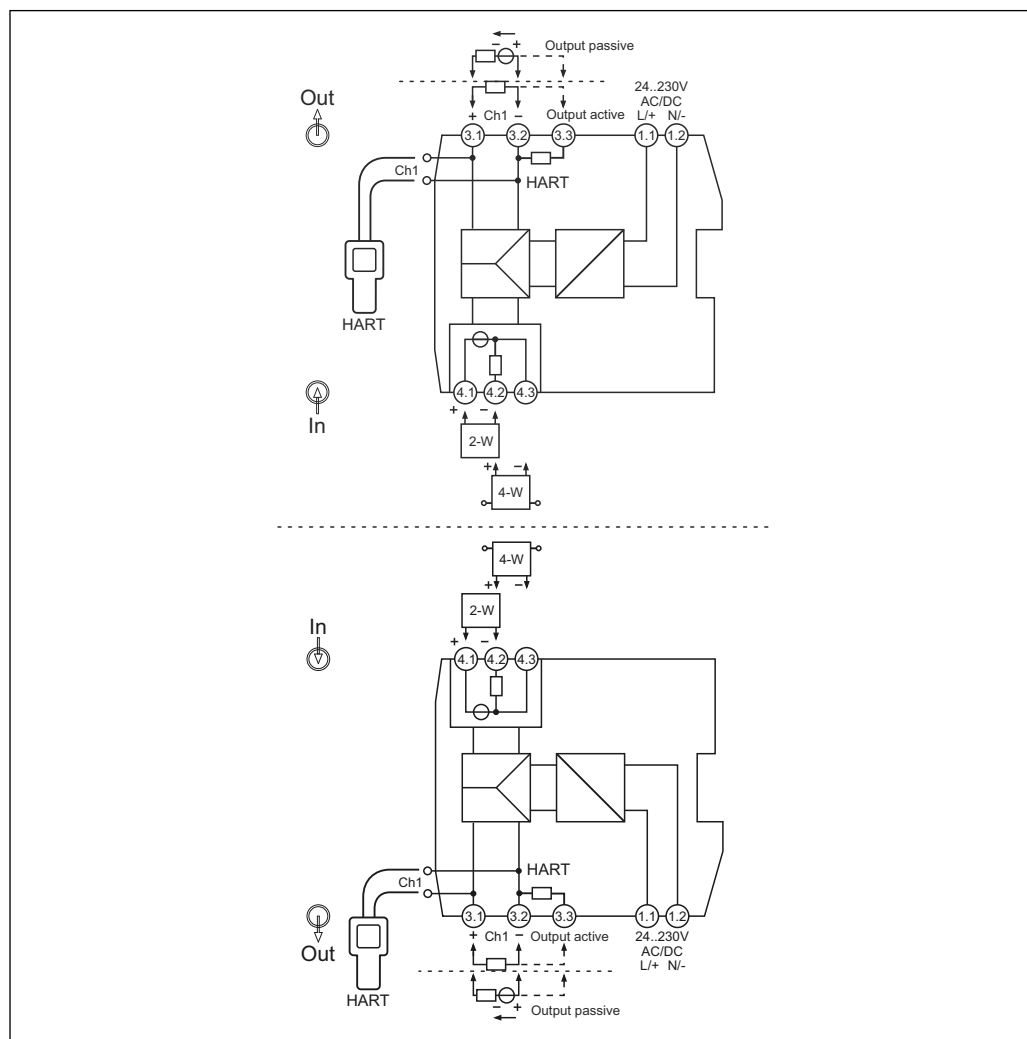 − + Output passive
24..230V
AC/DC
Out
+ Ch1 − Output active L/+ N/-
3.1 3.2 3.3 1.1 1.2
Ch1
HART
HART
4.1 4.2 4.3
In
+ −
2-W
+ −
4-W
4-W
+ −
2-W
In
+ −
4.1 4.2 4.3
HART
Ch1
3.1 3.2 3.3 1.1 1.2
+ Ch1 − Output active 24..230V
AC/DC
Out
L/+ N/-
HART
− + Output passive